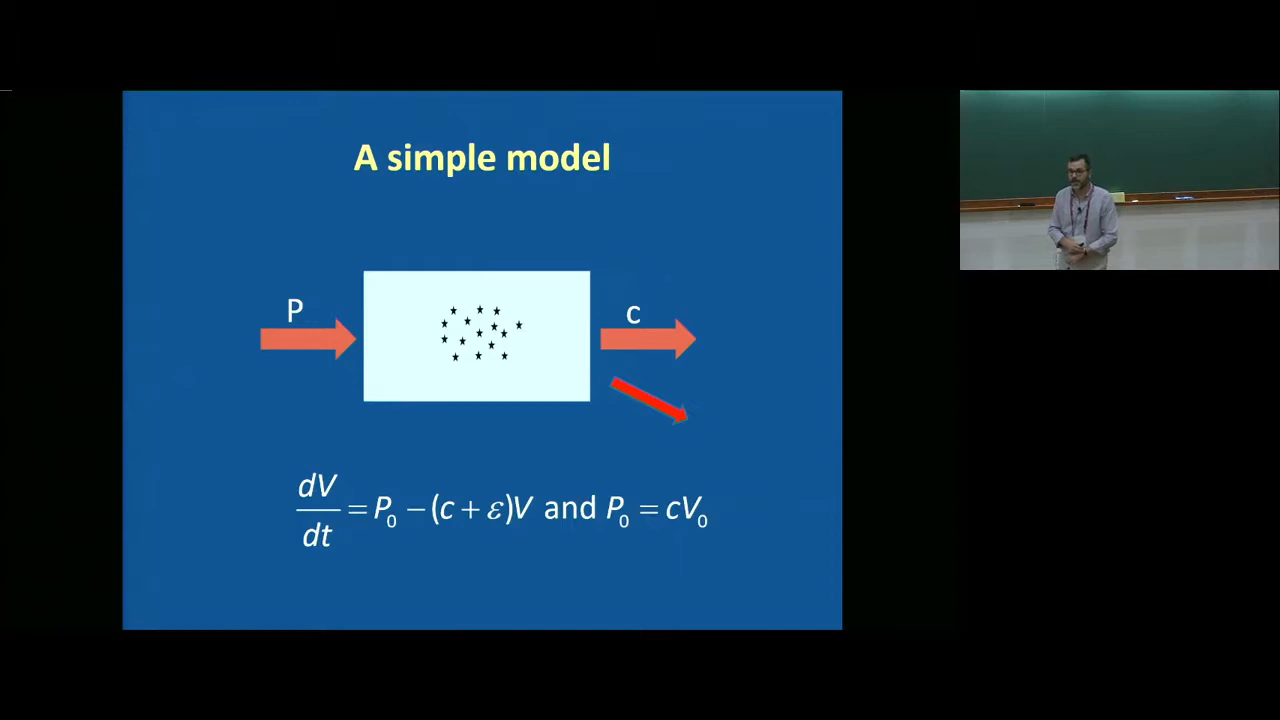 A simple model
P
c
dV/dt = P₀ − (c + ε)V and P₀ = cV₀